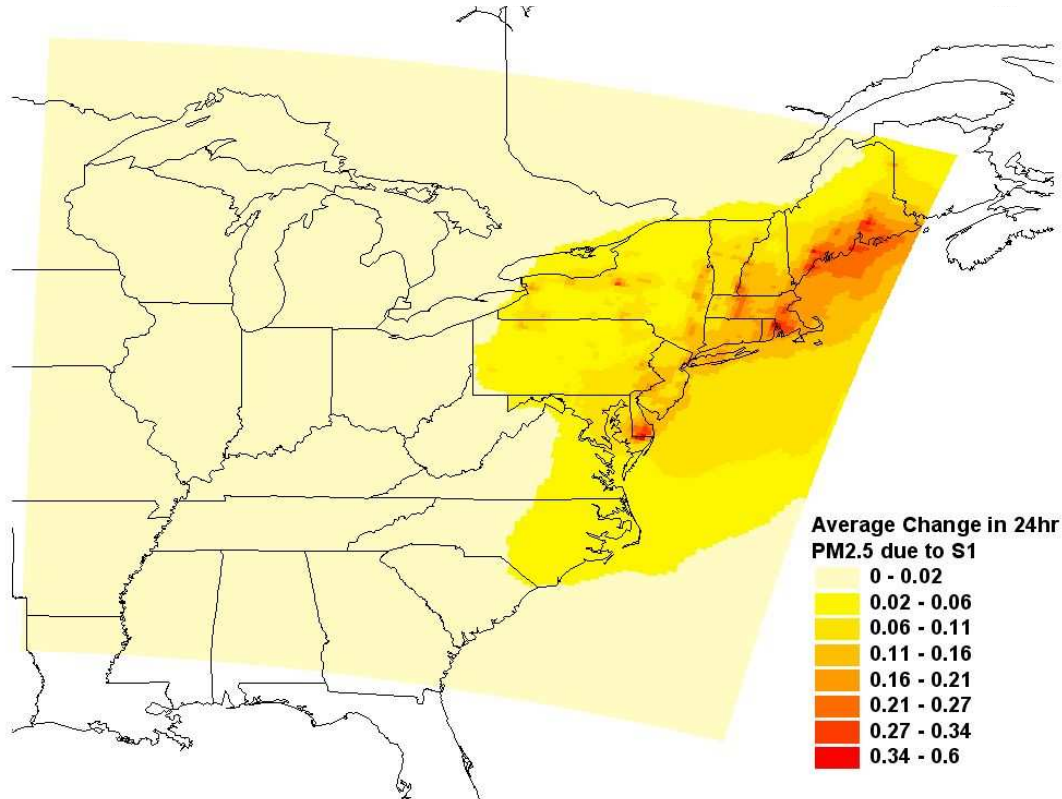 Average Change in 24hr
PM2.5 due to S1
0 - 0.02
0.02 - 0.06
0.06 - 0.11
0.11 - 0.16
0.16 - 0.21
0.21 - 0.27
0.27 - 0.34
0.34 - 0.6